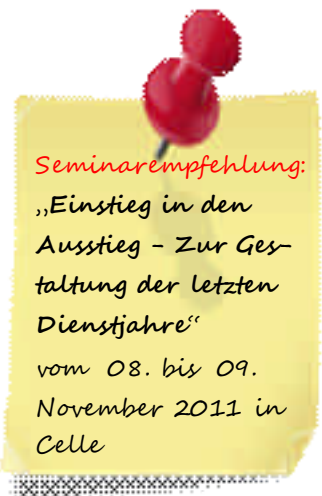 Seminarempfehlung:
„Einstieg in den
Ausstieg - Zur Ges-
taltung der letzten
Dienstjahre“
vom 08. bis 09.
November 2011 in
Celle